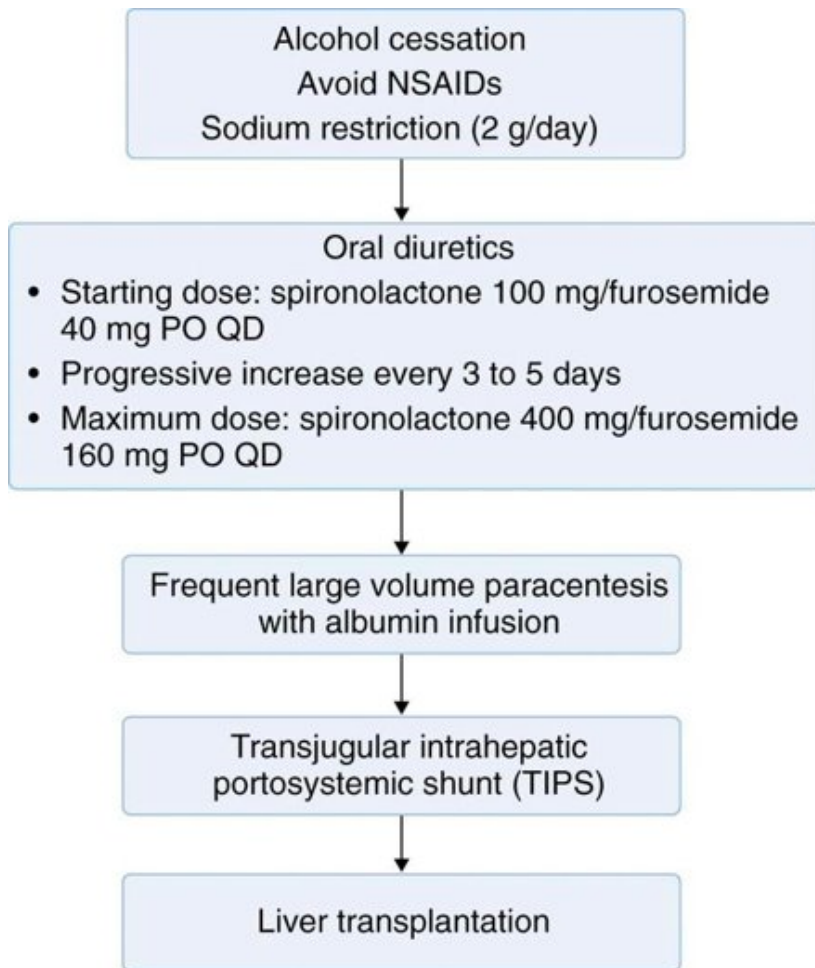 Alcohol cessation
Avoid NSAIDs
Sodium restriction (2 g/day)
Oral diuretics
• Starting dose: spironolactone 100 mg/furosemide
40 mg PO QD
• Progressive increase every 3 to 5 days
• Maximum dose: spironolactone 400 mg/furosemide
160 mg PO QD
Frequent large volume paracentesis
with albumin infusion
Transjugular intrahepatic
portosystemic shunt (TIPS)
Liver transplantation